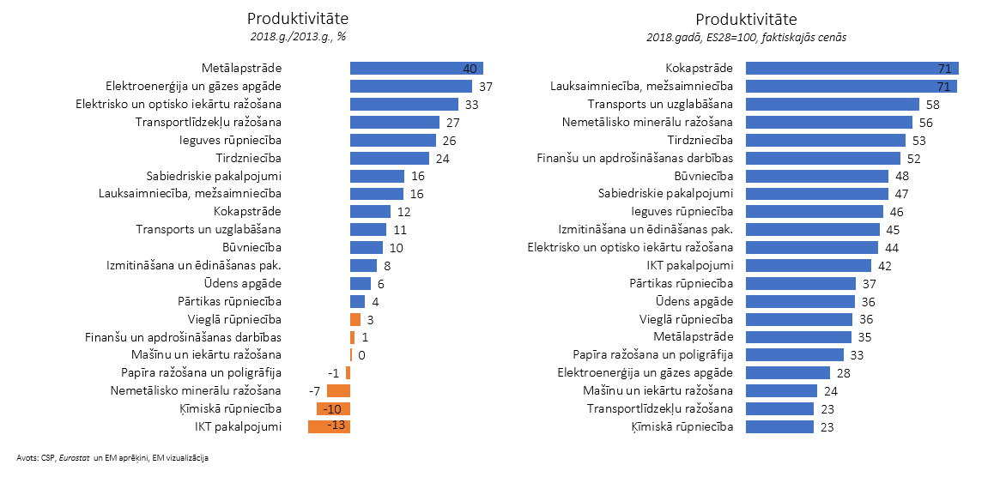 Produktivitāte
2018.g./2013.g., %
Metālapstrāde 40
Elektroenerģija un gāzes apgāde 37
Elektrisko un optisko iekārtu ražošana 33
Transportlīdzekļu ražošana 27
Ieguves rūpniecība 26
Tirdzniecība 24
Sabiedriskie pakalpojumi 16
Lauksaimniecība, mežsaimniecība 16
Kokapstrāde 12
Transports un uzglabāšana 11
Būvniecība 10
Izmitināšana un ēdināšanas pak. 8
Ūdens apgāde 6
Pārtikas rūpniecība 4
Vieglā rūpniecība 3
Finanšu un apdrošināšanas darbības 1
Mašīnu un iekārtu ražošana 0
Papīra ražošana un poligrāfija -1
Nemetālisko minerālu ražošana -7
Ķīmiskā rūpniecība -10
IKT pakalpojumi -13
Produktivitāte
2018.gadā, ES28=100, faktiskajās cenās
Kokapstrāde 71
Lauksaimniecība, mežsaimniecība 71
Transports un uzglabāšana 58
Nemetālisko minerālu ražošana 56
Tirdzniecība 53
Finanšu un apdrošināšanas darbības 52
Būvniecība 48
Sabiedriskie pakalpojumi 47
Ieguves rūpniecība 46
Izmitināšana un ēdināšanas pak. 45
Elektrisko un optisko iekārtu ražošana 44
IKT pakalpojumi 42
Pārtikas rūpniecība 37
Ūdens apgāde 36
Vieglā rūpniecība 36
Metālapstrāde 35
Papīra ražošana un poligrāfija 33
Elektroenerģija un gāzes apgāde 28
Mašīnu un iekārtu ražošana 24
Transportlīdzekļu ražošana 23
Ķīmiskā rūpniecība 23
Avots: CSP, Eurostat un EM aprēķini, EM vizualizācija